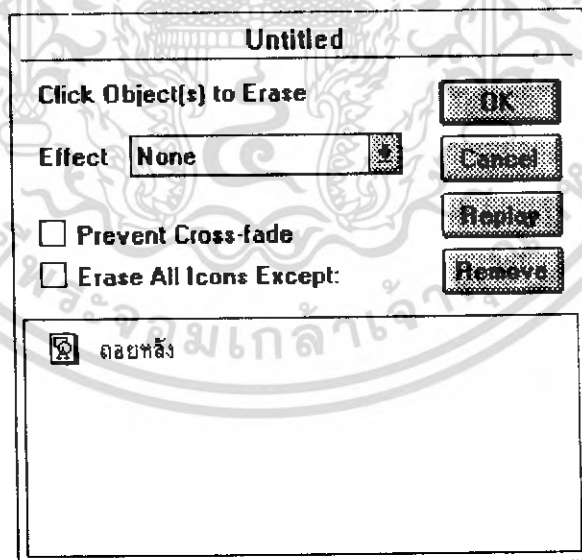 Untitled
Click Object(s) to Erase
OK
Effect None
Cancel
Replay
Prevent Cross-fade
Erase All Icons Except:
Remove
ถอยหลัง